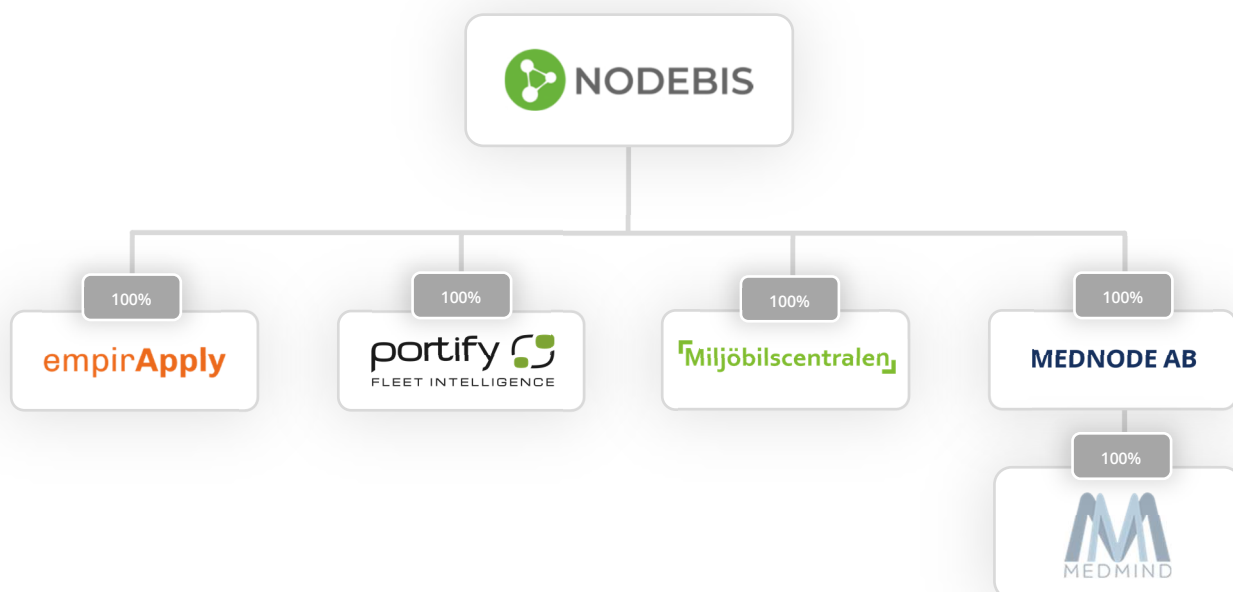 NODEBIS
100%
100%
100%
100%
empirApply
portify
FLEET INTELLIGENCE
Miljöbilscentralen
MEDNODE AB
100%
MEDMIND